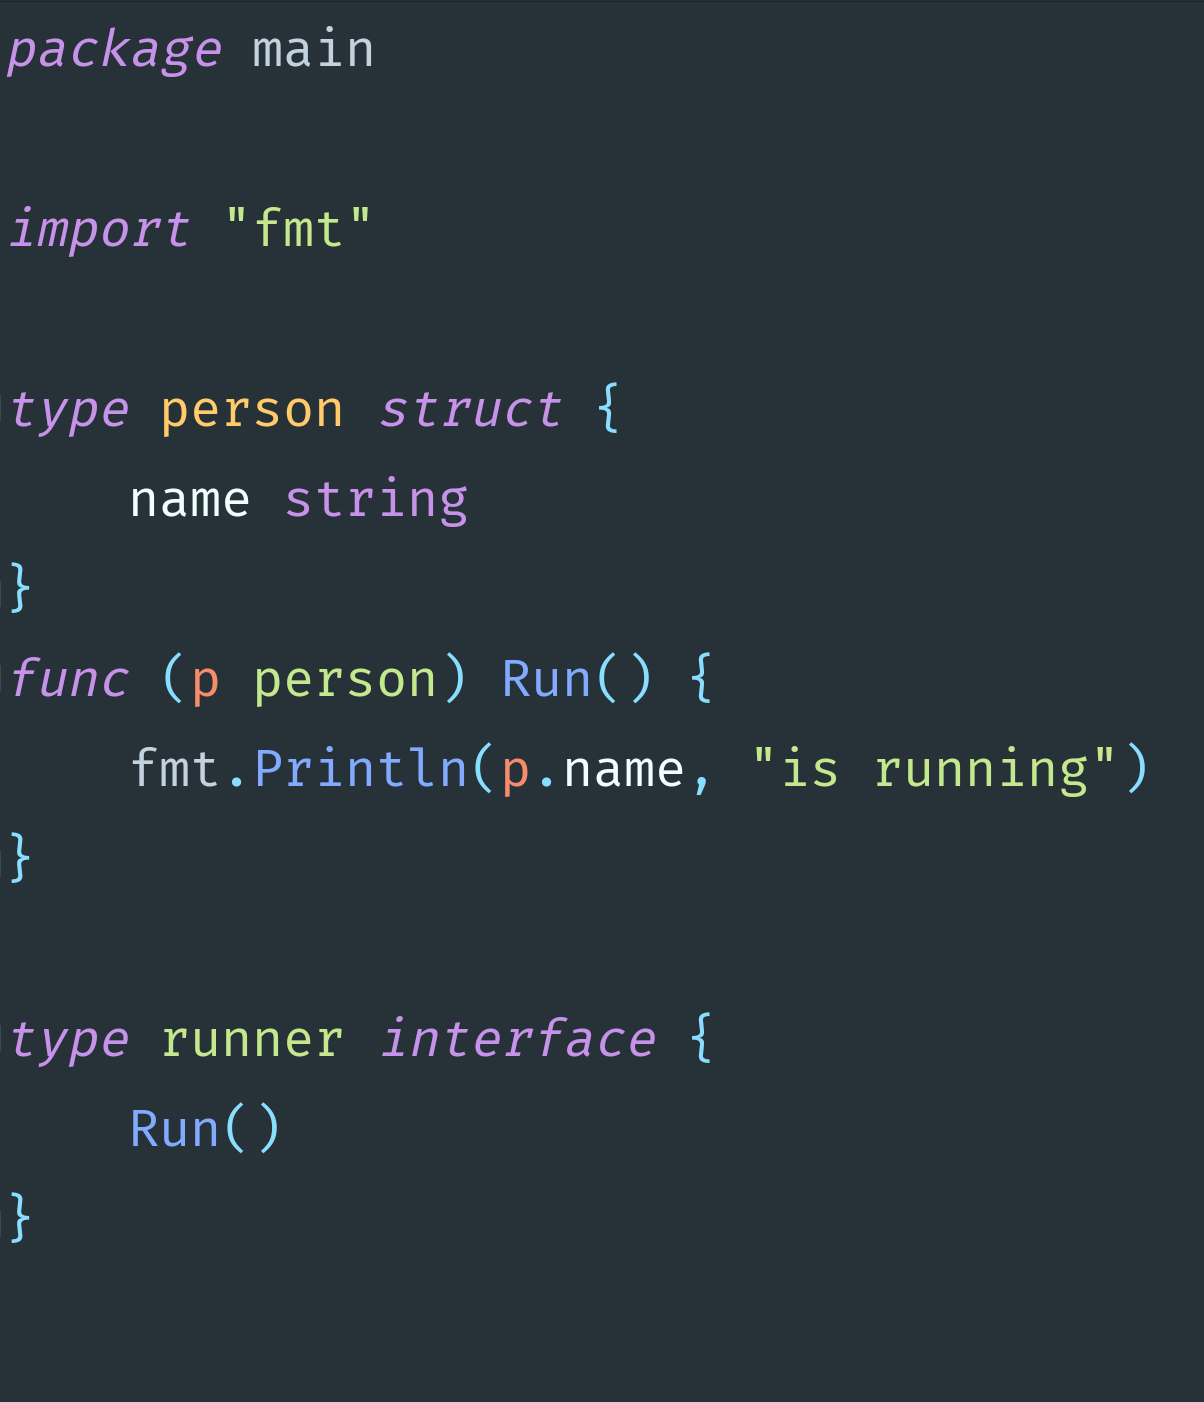 package main
import "fmt"
type person struct {
    name string
}
func (p person) Run() {
    fmt.Println(p.name, "is running")
}
type runner interface {
    Run()
}